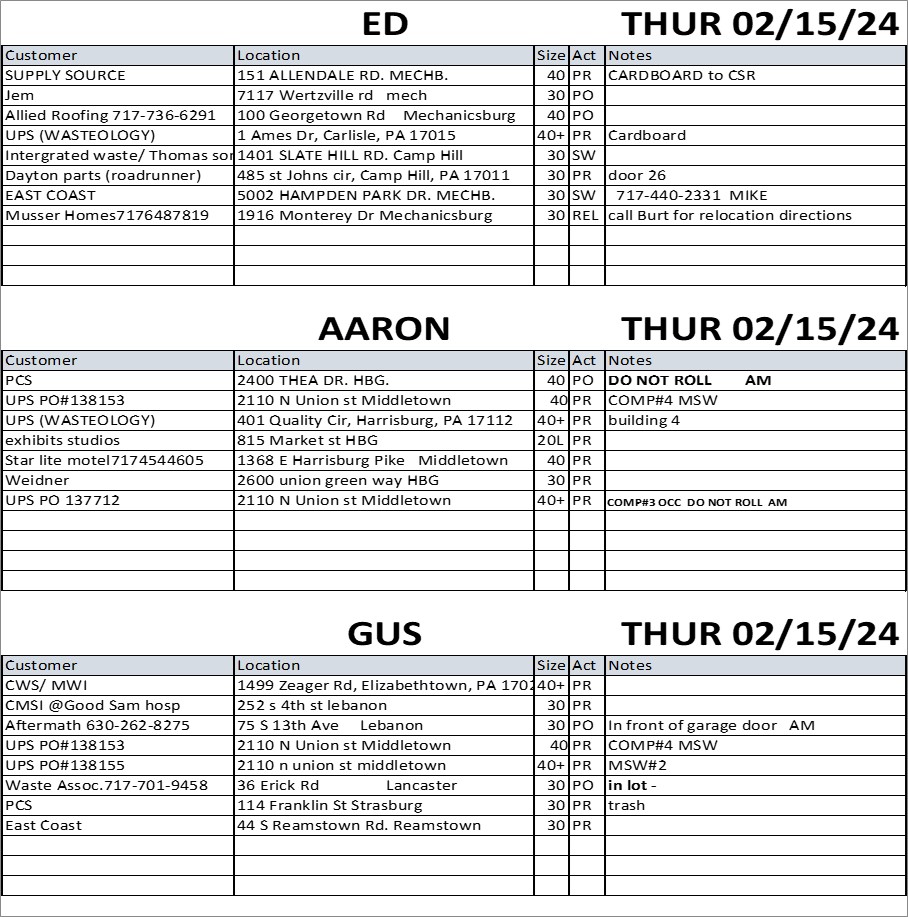 ED THUR 02/15/24
Customer Location Size Act Notes
SUPPLY SOURCE 151 ALLENDALE RD. MECHB. 40 PR CARDBOARD to CSR
Jem 7117 Wertzville rd mech 30 PO
Allied Roofing 717-736-6291 100 Georgetown Rd Mechanicsburg 40 PO
UPS (WASTEOLOGY) 1 Ames Dr, Carlisle, PA 17015 40+ PR Cardboard
Intergrated waste/ Thomas sor 1401 SLATE HILL RD. Camp Hill 30 SW
Dayton parts (roadrunner) 485 st Johns cir, Camp Hill, PA 17011 30 PR door 26
EAST COAST 5002 HAMPDEN PARK DR. MECHB. 30 SW 717-440-2331 MIKE
Musser Homes7176487819 1916 Monterey Dr Mechanicsburg 30 REL call Burt for relocation directions
AARON THUR 02/15/24
Customer Location Size Act Notes
PCS 2400 THEA DR. HBG. 40 PO DO NOT ROLL AM
UPS PO#138153 2110 N Union st Middletown 40 PR COMP#4 MSW
UPS (WASTEOLOGY) 401 Quality Cir, Harrisburg, PA 17112 40+ PR building 4
exhibits studios 815 Market st HBG 20L PR
Star lite motel7174544605 1368 E Harrisburg Pike Middletown 40 PR
Weidner 2600 union green way HBG 30 PR
UPS PO 137712 2110 N Union st Middletown 40+ PR COMP#3 OCC DO NOT ROLL AM
GUS THUR 02/15/24
Customer Location Size Act Notes
CWS/ MWI 1499 Zeager Rd, Elizabethtown, PA 1702 40+ PR
CMSI @Good Sam hosp 252 s 4th st lebanon 30 PR
Aftermath 630-262-8275 75 S 13th Ave Lebanon 30 PO In front of garage door AM
UPS PO#138153 2110 N Union st Middletown 40 PR COMP#4 MSW
UPS PO#138155 2110 n union st middletown 40+ PR MSW#2
Waste Assoc.717-701-9458 36 Erick Rd Lancaster 30 PO in lot -
PCS 114 Franklin St Strasburg 30 PR trash
East Coast 44 S Reamstown Rd. Reamstown 30 PR